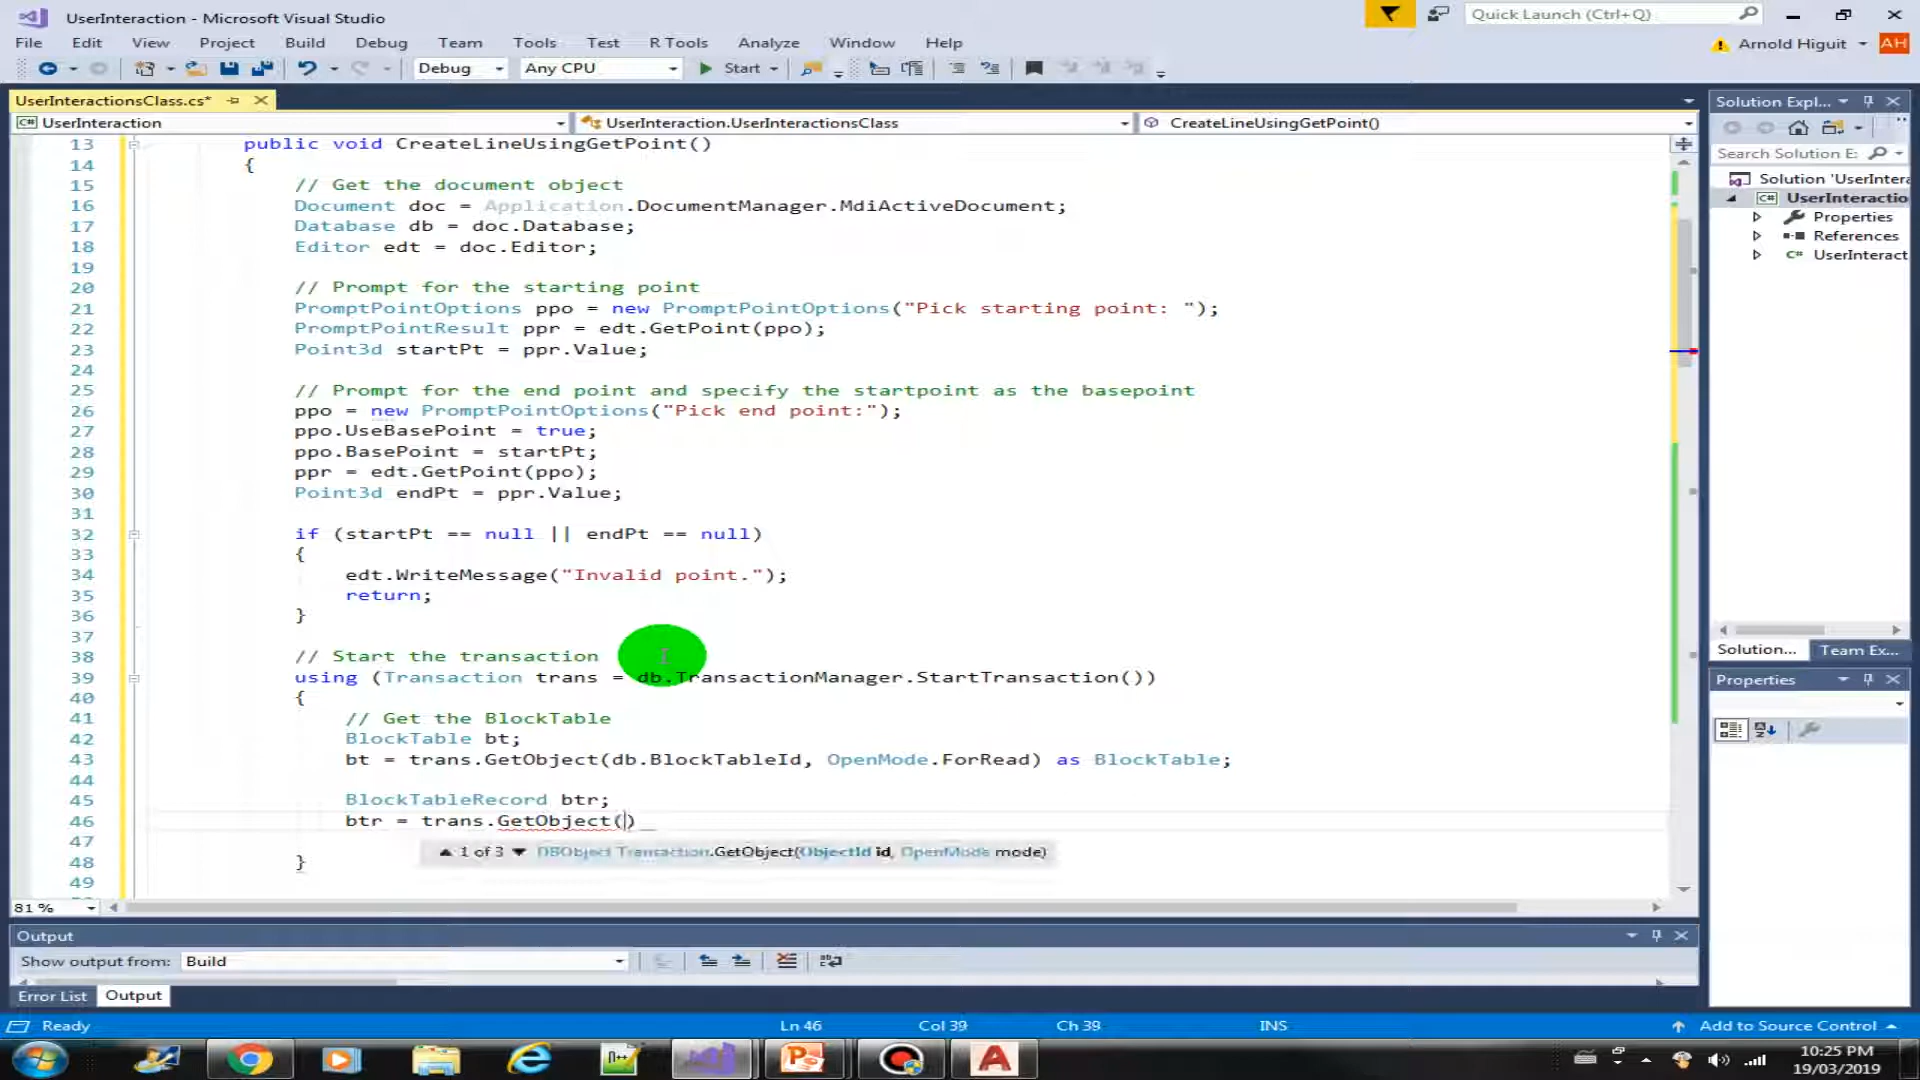 UserInteraction - Microsoft Visual Studio
Quick Launch (Ctrl+Q)
File Edit View Project Build Debug Team Tools Test R Tools Analyze Window Help
Arnold Higuit AH
Debug Any CPU Start
UserInteractionsClass.cs*
Solution Expl...
UserInteraction UserInteraction.UserInteractionsClass CreateLineUsingGetPoint()
Search Solution E:
Solution 'UserIntera
UserInteractio
Properties
References
UserInteract
13 public void CreateLineUsingGetPoint()
14 {
15 // Get the document object
16 Document doc = Application.DocumentManager.MdiActiveDocument;
17 Database db = doc.Database;
18 Editor edt = doc.Editor;
19
20 // Prompt for the starting point
21 PromptPointOptions ppo = new PromptPointOptions("Pick starting point: ");
22 PromptPointResult ppr = edt.GetPoint(ppo);
23 Point3d startPt = ppr.Value;
24
25 // Prompt for the end point and specify the startpoint as the basepoint
26 ppo = new PromptPointOptions("Pick end point:");
27 ppo.UseBasePoint = true;
28 ppo.BasePoint = startPt;
29 ppr = edt.GetPoint(ppo);
30 Point3d endPt = ppr.Value;
31
32 if (startPt == null || endPt == null)
33 {
34 edt.WriteMessage("Invalid point.");
35 return;
36 }
37
38 // Start the transaction
39 using (Transaction trans = db.TransactionManager.StartTransaction())
40 {
41 // Get the BlockTable
42 BlockTable bt;
43 bt = trans.GetObject(db.BlockTableId, OpenMode.ForRead) as BlockTable;
44
45 BlockTableRecord btr;
46 btr = trans.GetObject()
47
1 of 3 DBObject Transaction.GetObject(ObjectId id, OpenMode mode)
48 }
49
81 %
Solution... Team Ex...
Properties
Output
Show output from: Build
Error List Output
Ready Ln 46 Col 39 Ch 39 INS Add to Source Control
10:25 PM
19/03/2019